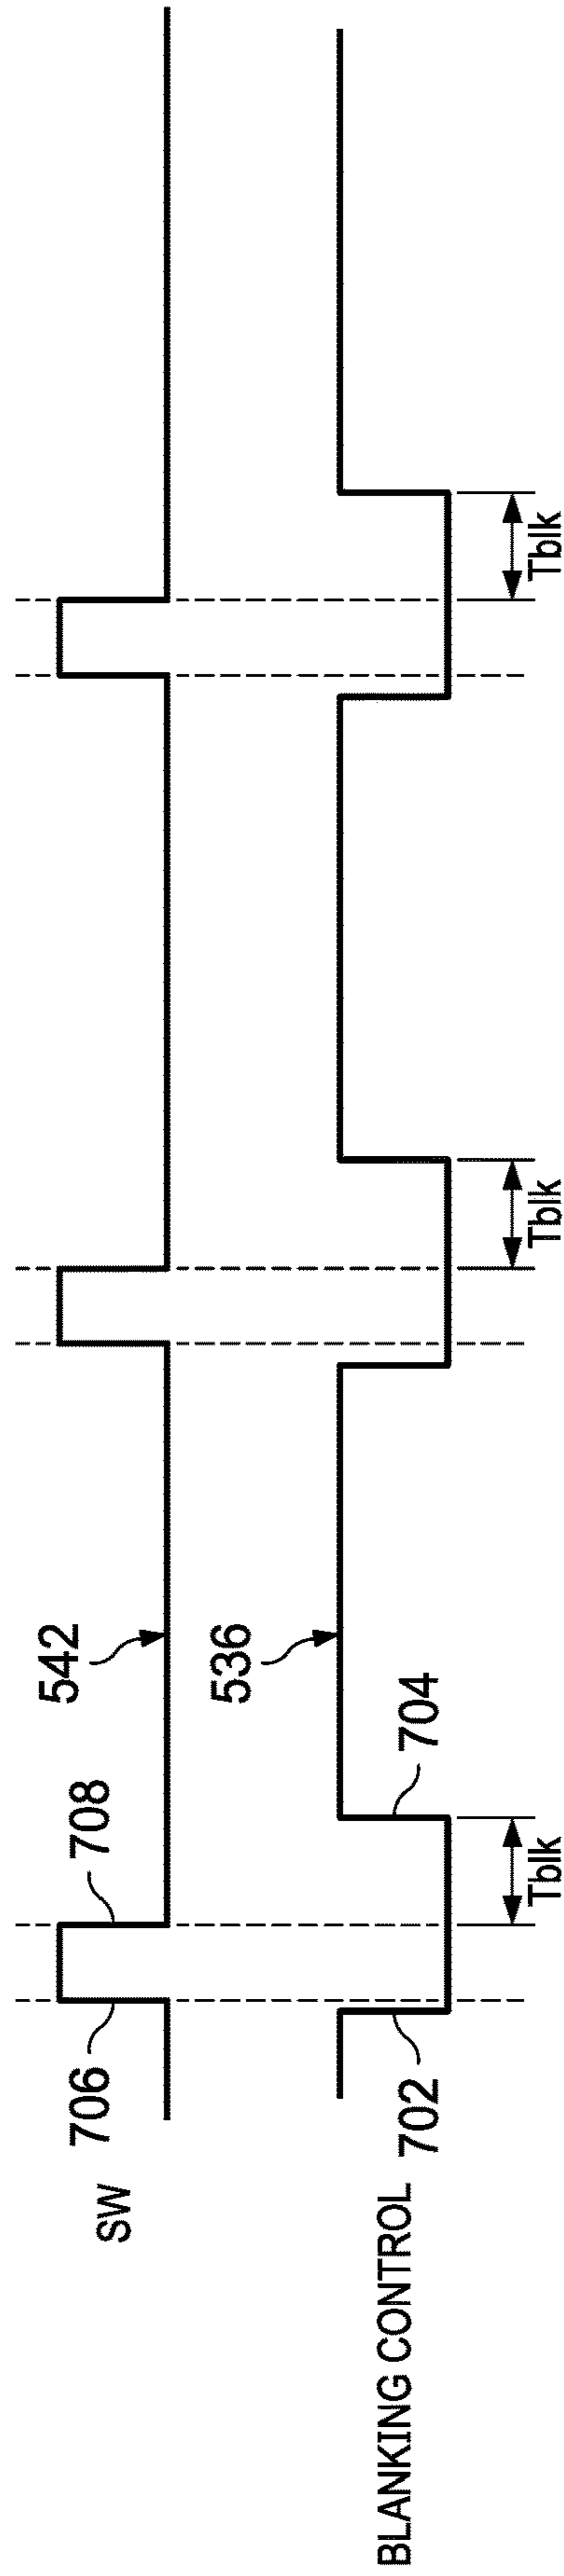 SW
706
708
542
BLANKING CONTROL
702
704
536
Tblk
Tblk
Tblk